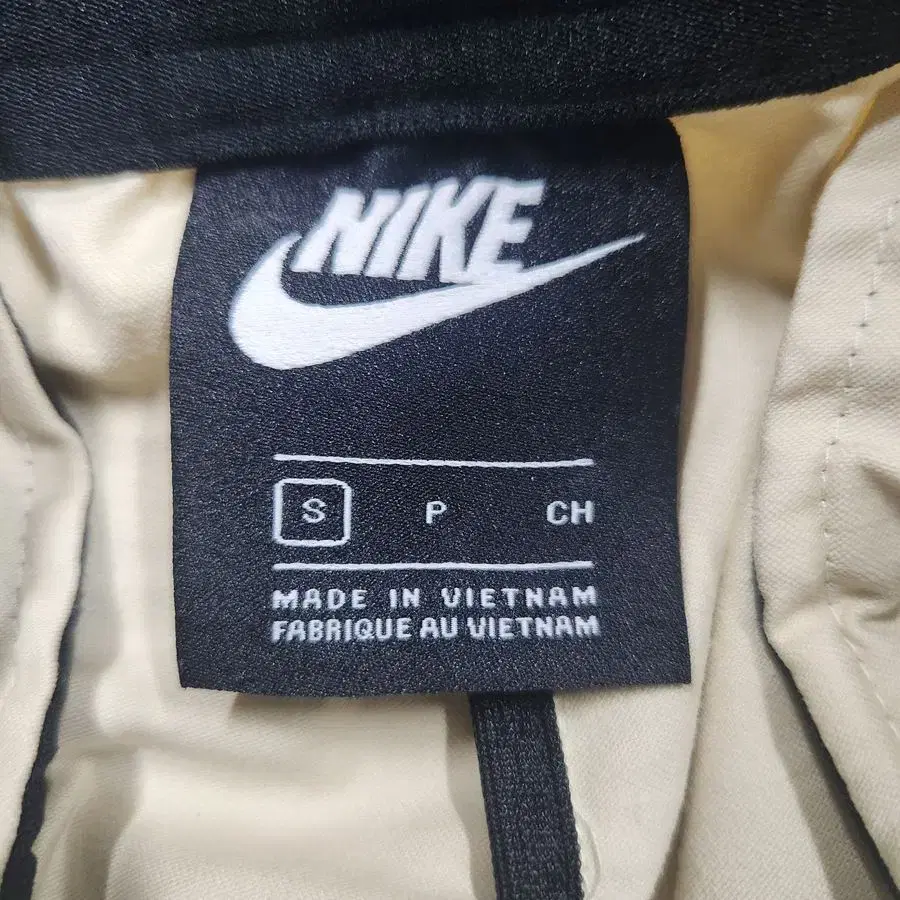 NIKE
S P CH
MADE IN VIETNAM
FABRIQUE AU VIETNAM